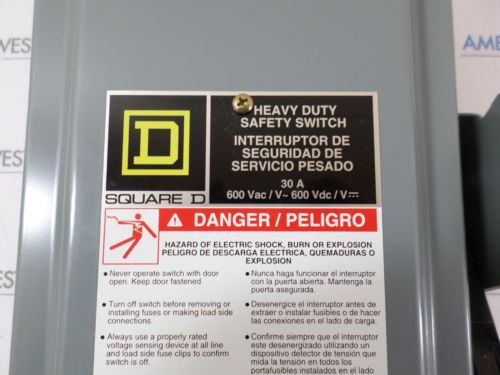 HEAVY DUTY
SAFETY SWITCH
INTERRUPTOR DE
SEGURIDAD DE
SERVICIO PESADO
30 A
600 Vac / V~ 600 Vdc / V⎓
D
SQUARE D
DANGER / PELIGRO
HAZARD OF ELECTRIC SHOCK, BURN OR EXPLOSION
PELIGRO DE DESCARGA ELECTRICA, QUEMADURAS O
EXPLOSION
• Never operate switch with door
open. Keep door fastened.
• Turn off switch before removing or
installing fuses or making load side
connections.
• Always use a properly rated
voltage sensing device at all line
and load side fuse clips to confirm
switch is off.
• Nunca haga funcionar el interruptor
con la puerta abierta. Mantenga la
puerta asegurada.
• Desenergice el interruptor antes de
extraer o instalar fusibles o de hacer
las conexiones en el lado de carga.
• Confirme siempre que el interruptor
este desenergizado utilizando un
dispositivo detector de tensión que
mida la tensión en todos los
portafusibles instalados en el lado